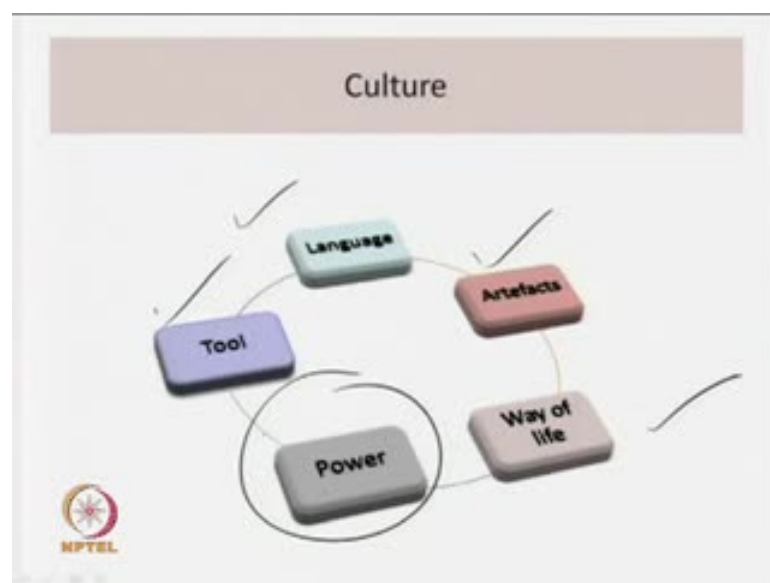 Culture
Language
Artefacts
Tool
Way of
life
Power
NPTEL